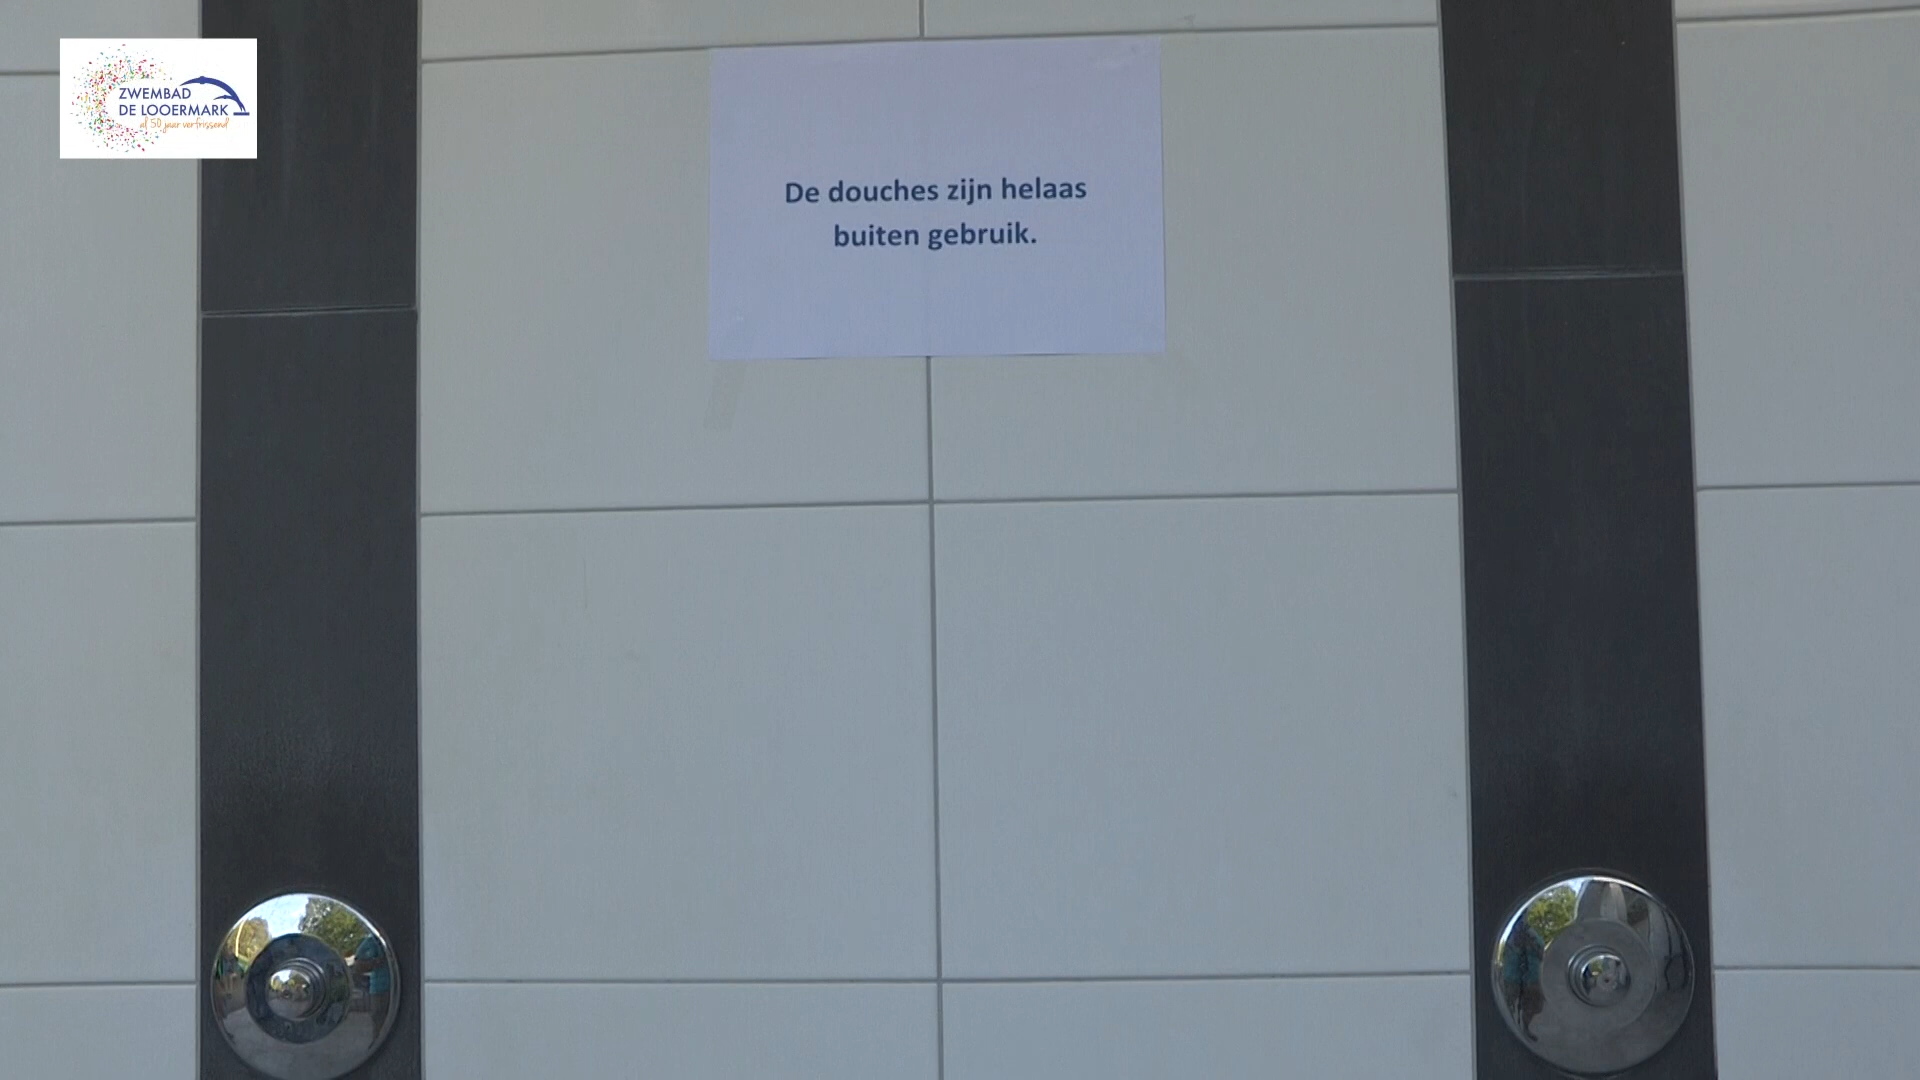 ZWEMBAD
DE LOOERMARK
al 50 jaar verfrissend
De douches zijn helaas
buiten gebruik.